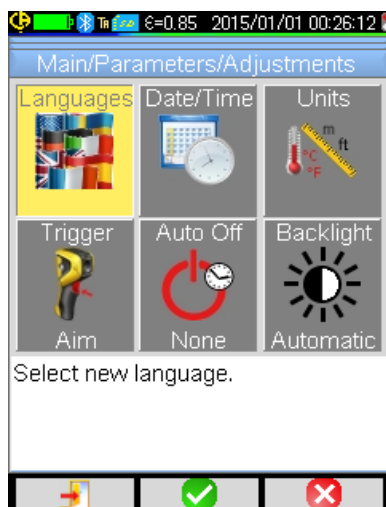 ε=0.85 2015/01/01 00:26:12
Main/Parameters/Adjustments
Languages Date/Time Units
m
ft
°C
°F
Trigger Auto Off Backlight
Aim None Automatic
Select new language.